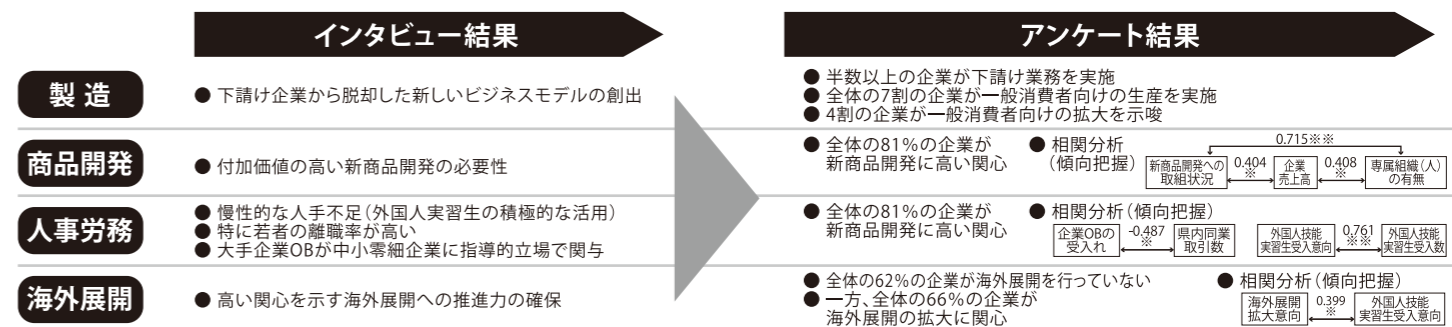 インタビュー結果
アンケート結果
製造
● 下請け企業から脱却した新しいビジネスモデルの創出
● 半数以上の企業が下請け業務を実施
● 全体の7割の企業が一般消費者向けの生産を実施
● 4割の企業が一般消費者向けの拡大を示唆
商品開発
● 付加価値の高い新商品開発の必要性
● 全体の81%の企業が
新商品開発に高い関心
● 相関分析
（傾向把握）
0.715※※
新商品開発への
取組状況
0.404
※
企業
売上高
0.408
※
専属組織（人）
の有無
人事労務
● 慢性的な人手不足（外国人実習生の積極的な活用）
● 特に若者の離職率が高い
● 大手企業OBが中小零細企業に指導的立場で関与
● 全体の81%の企業が
新商品開発に高い関心
● 相関分析（傾向把握）
企業OBの
受入れ
-0.487
※
県内同業
取引数
外国人技能
実習生受入意向
0.761
※※
外国人技能
実習生受入数
海外展開
● 高い関心を示す海外展開への推進力の確保
● 全体の62%の企業が海外展開を行っていない
● 一方、全体の66%の企業が
海外展開の拡大に関心
● 相関分析（傾向把握）
海外展開
拡大意向
0.399
※
外国人技能
実習生受入意向